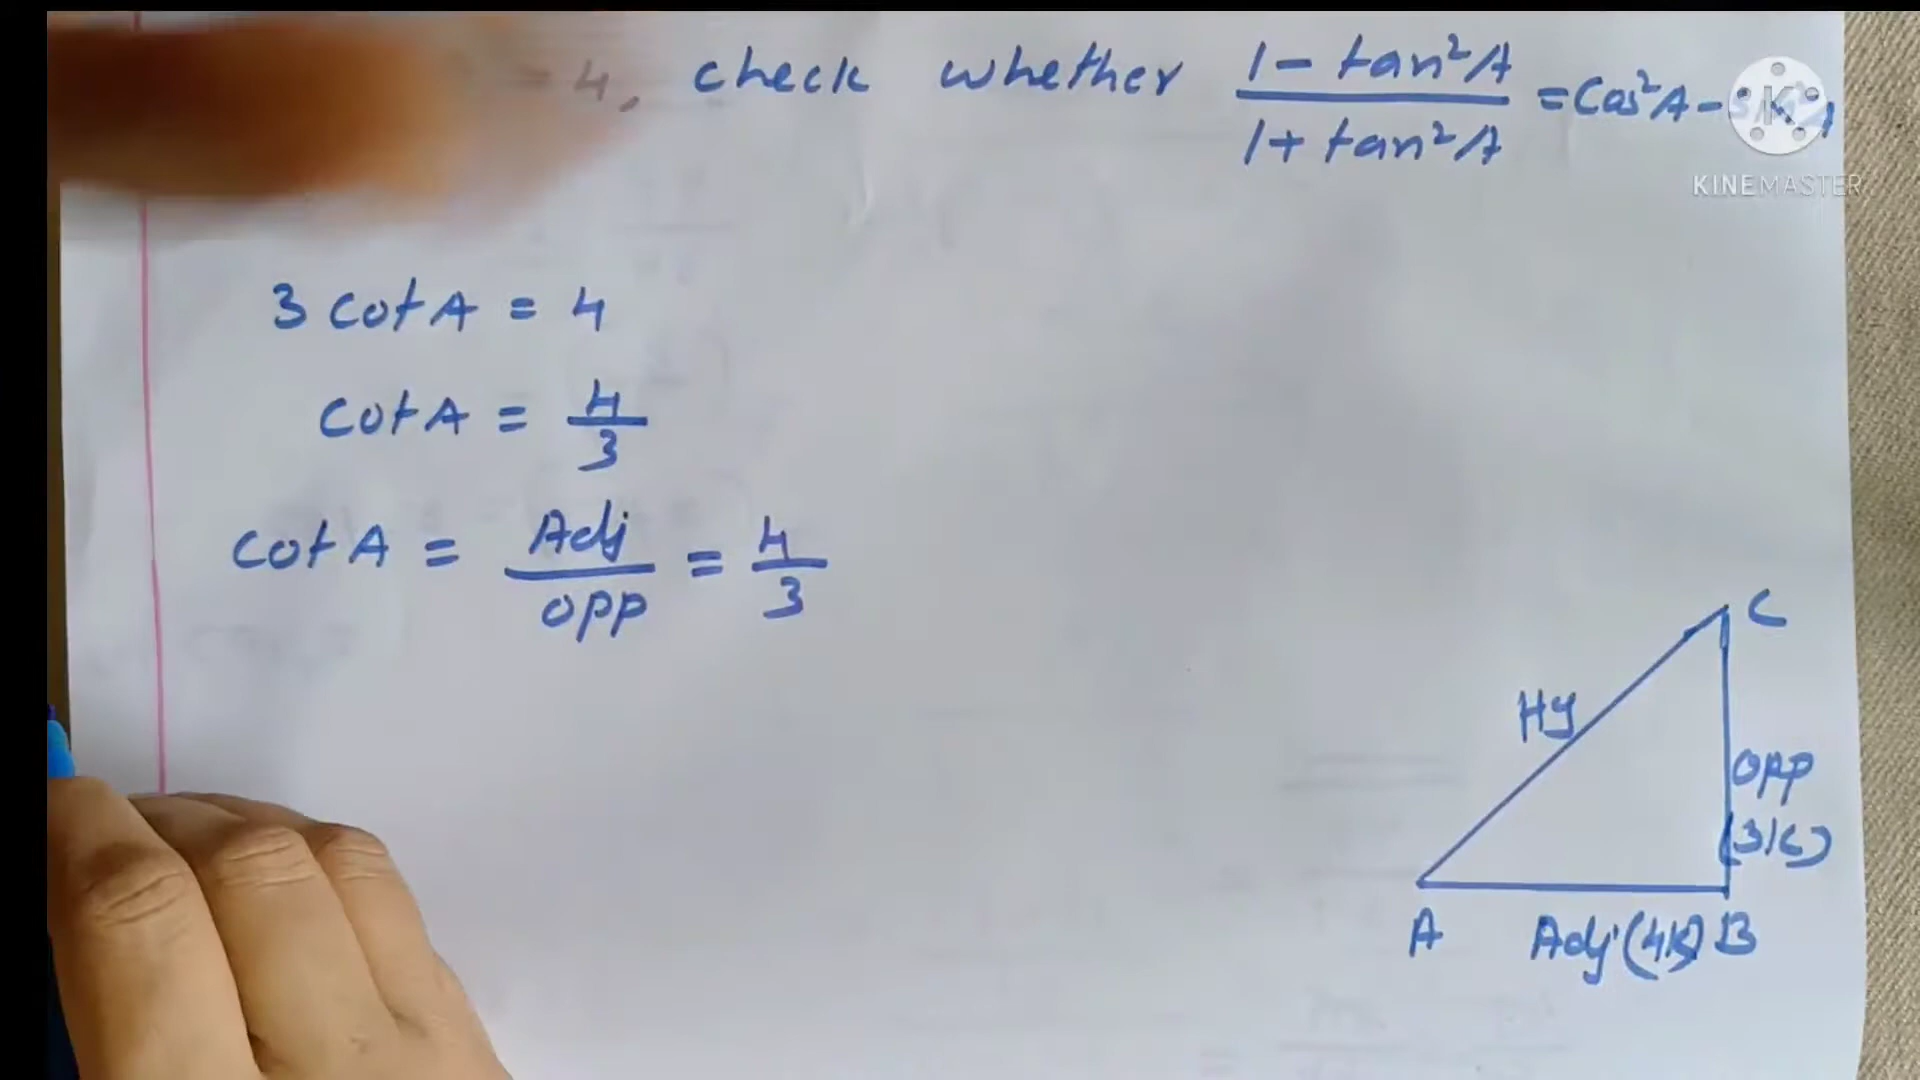 = 4, check whether 1 - tan²A / 1 + tan²A = Cos²A - Sin²A
KINEMASTER
3 cot A = 4
cot A = 4/3
cot A = Adj/opp = 4/3
C
Hy
opp
(3k)
A Adj (4k) B